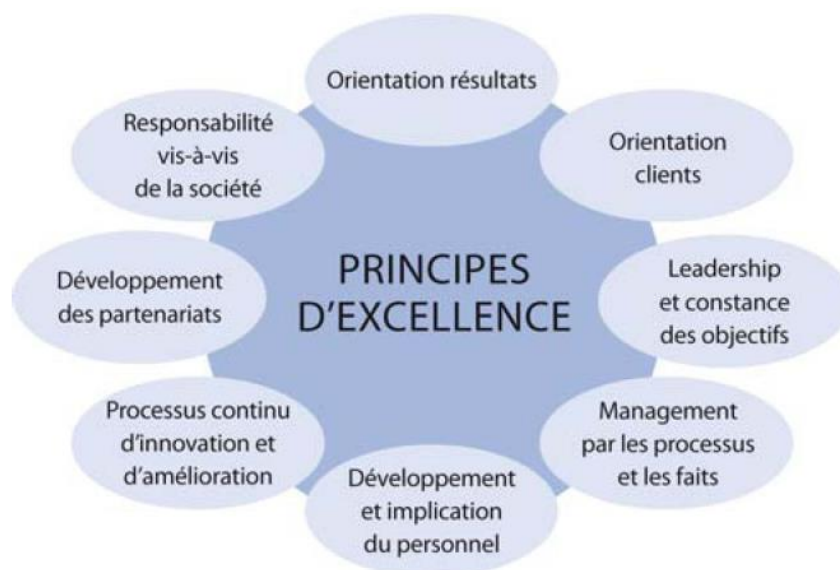 Orientation résultats
Orientation
clients
Leadership
et constance
des objectifs
Management
par les processus
et les faits
Développement
et implication
du personnel
Processus continu
d'innovation et
d'amélioration
Développement
des partenariats
Responsabilité
vis-à-vis
de la société
PRINCIPES
D'EXCELLENCE